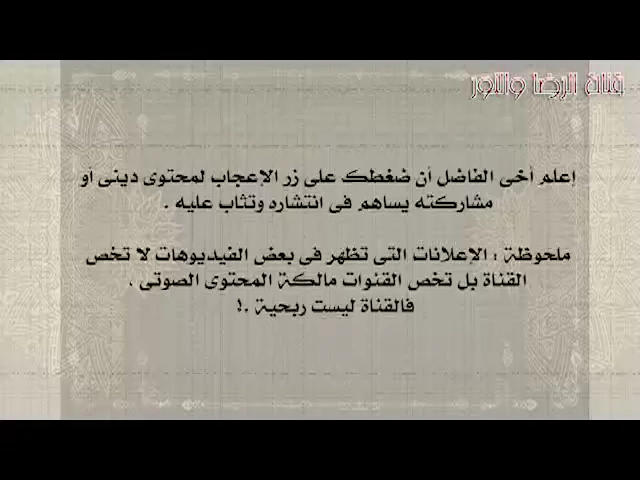 قناة الرضا والنور
إعلم أخى الفاضل أن ضغطك على زر الإعجاب لمحتوى دينى أو
مشاركته يساهم فى انتشاره وتثاب عليه .
ملحوظة : الإعلانات التى تظهر فى بعض الفيديوهات لا تخص
القناة بل تخص القنوات مالكة المحتوى الصوتى ،
فالقناة ليست ربحية .!